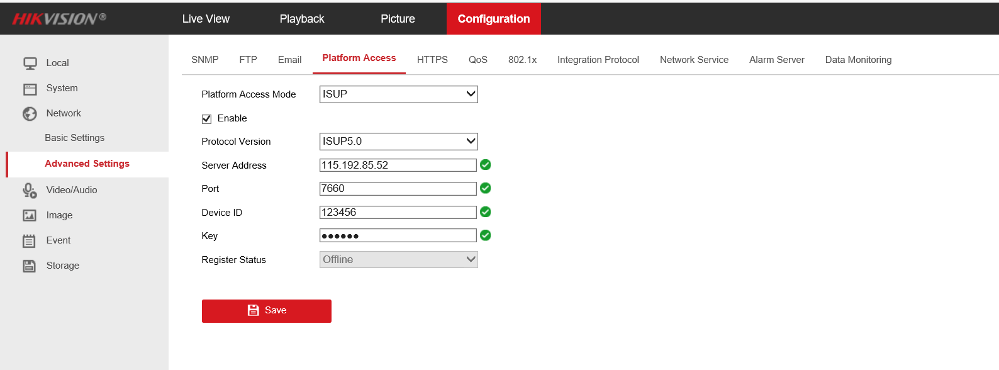 HIKVISION®
Live View
Playback
Picture
Configuration
Local
System
Network
Basic Settings
Advanced Settings
Video/Audio
Image
Event
Storage
SNMP
FTP
Email
Platform Access
HTTPS
QoS
802.1x
Integration Protocol
Network Service
Alarm Server
Data Monitoring
Platform Access Mode
ISUP
Enable
Protocol Version
ISUP5.0
Server Address
115.192.85.52
Port
7660
Device ID
123456
Key
●●●●●●
Register Status
Offline
Save